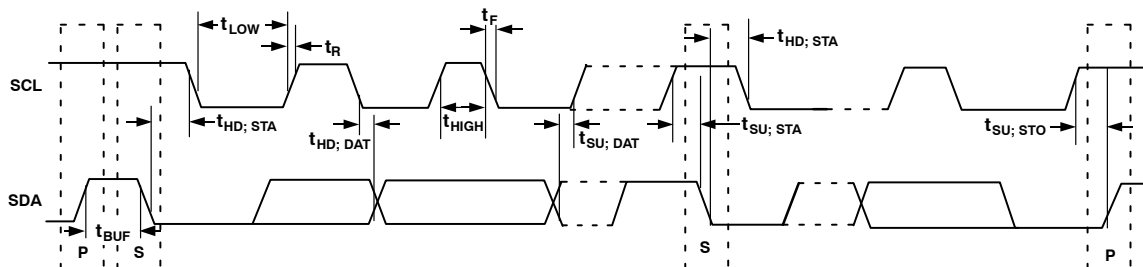 tLOW
tR
tF
tHD; STA
SCL
tHD; STA
tHD; DAT
tHIGH
tSU; DAT
tSU; STA
tSU; STO
SDA
tBUF
P
S
S
P